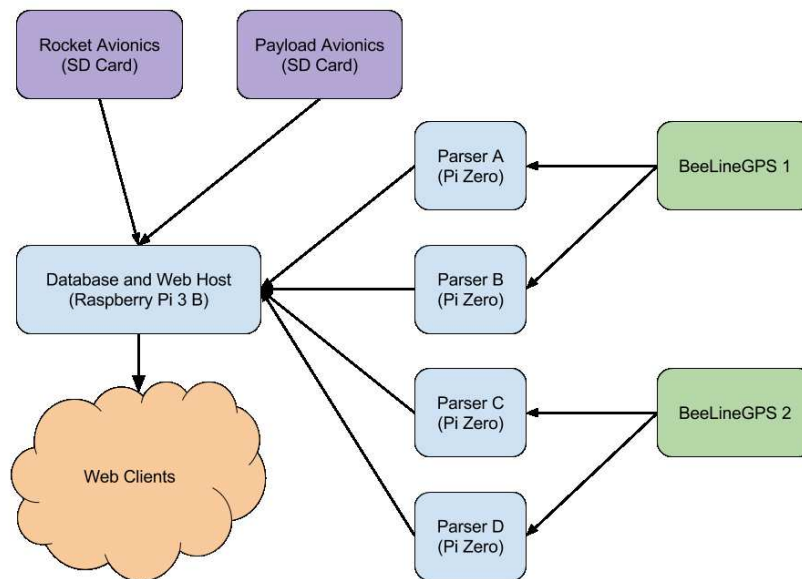 Rocket Avionics
(SD Card)
Payload Avionics
(SD Card)
Parser A
(Pi Zero)
BeeLineGPS 1
Database and Web Host
(Raspberry Pi 3 B)
Parser B
(Pi Zero)
Parser C
(Pi Zero)
BeeLineGPS 2
Web Clients
Parser D
(Pi Zero)